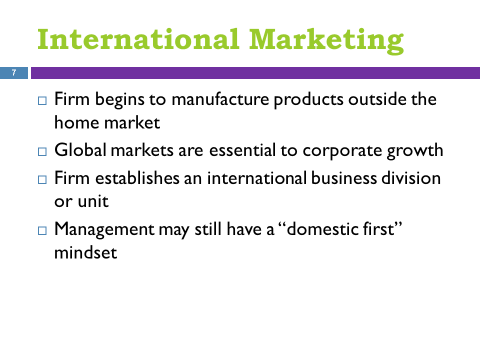 International Marketing
7
Firm begins to manufacture products outside the
home market
Global markets are essential to corporate growth
Firm establishes an international business division
or unit
Management may still have a “domestic first”
mindset